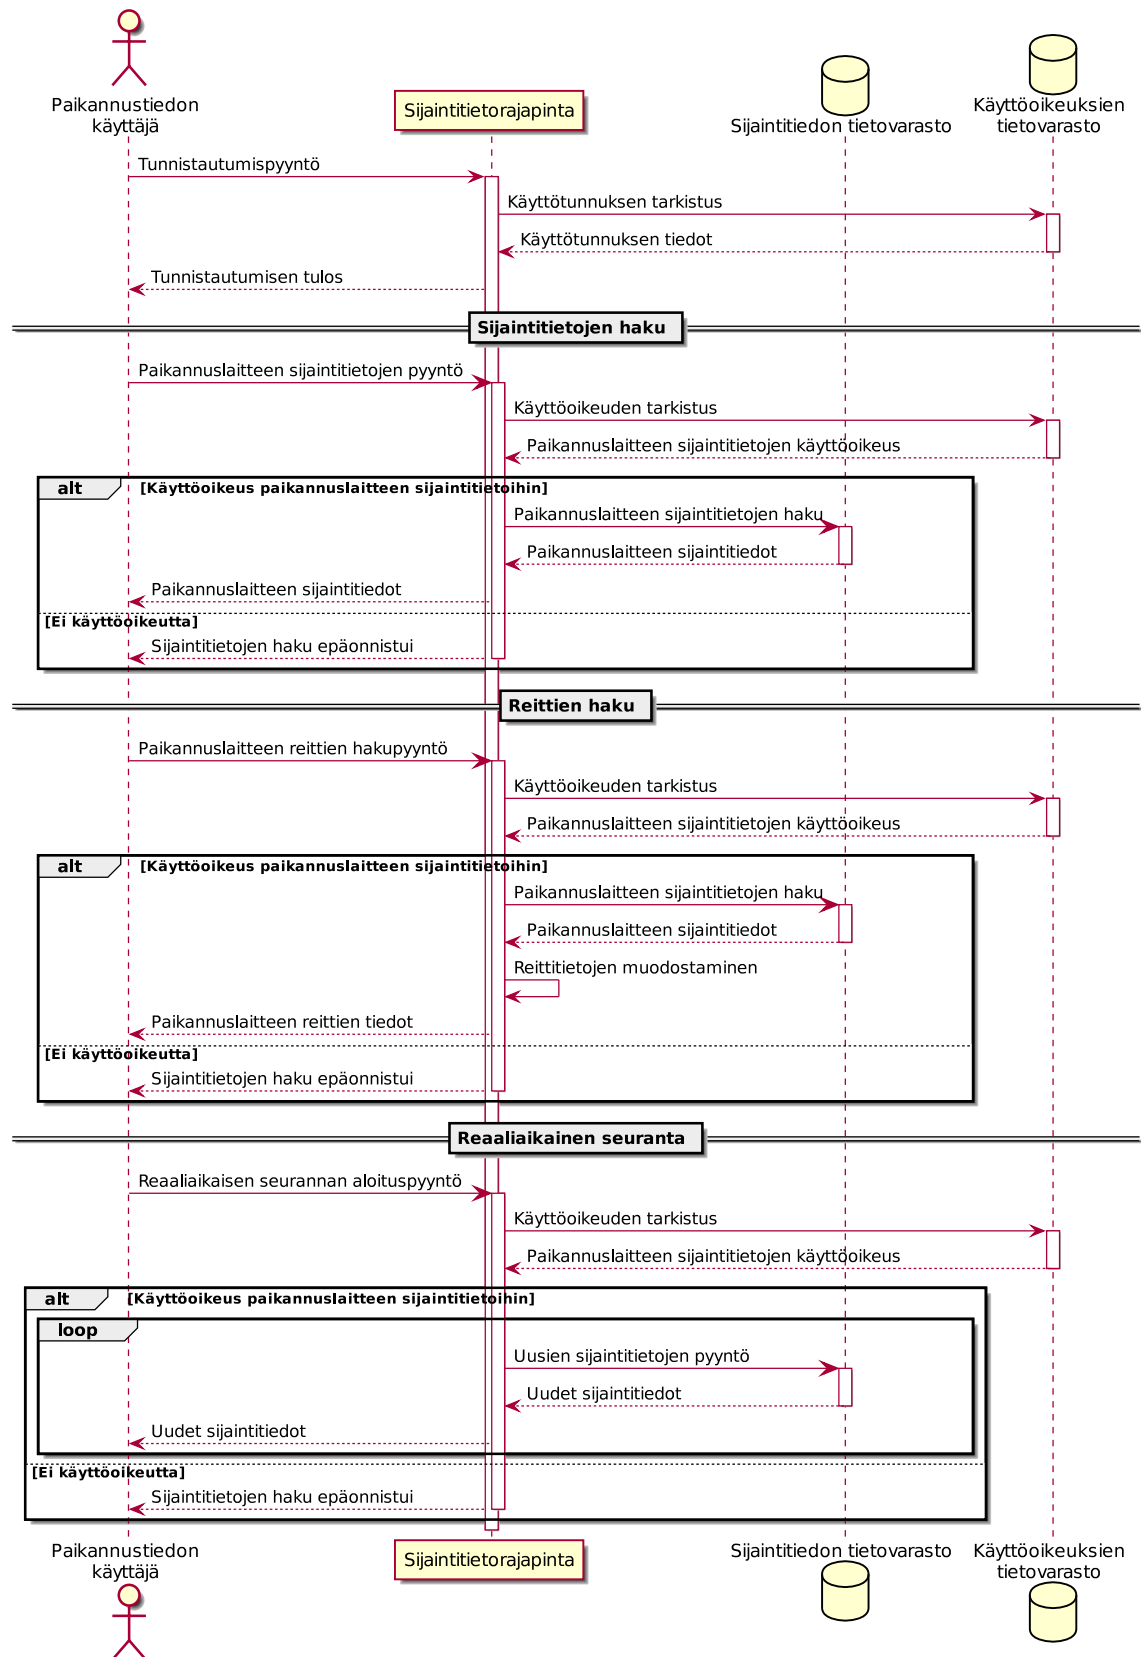 Paikannustiedon
käyttäjä
Sijaintitietorajapinta
Sijaintitiedon tietovarasto
Käyttöoikeuksien
tietovarasto
Tunnistautumispyyntö
Käyttötunnuksen tarkistus
Käyttötunnuksen tiedot
Tunnistautumisen tulos
Sijaintitietojen haku
Paikannuslaitteen sijaintitietojen pyyntö
Käyttöoikeuden tarkistus
Paikannuslaitteen sijaintitietojen käyttöoikeus
alt [Käyttöoikeus paikannuslaitteen sijaintitietoihin]
Paikannuslaitteen sijaintitietojen haku
Paikannuslaitteen sijaintitiedot
Paikannuslaitteen sijaintitiedot
[Ei käyttöoikeutta]
Sijaintitietojen haku epäonnistui
Reittien haku
Paikannuslaitteen reittien hakupyyntö
Käyttöoikeuden tarkistus
Paikannuslaitteen sijaintitietojen käyttöoikeus
alt [Käyttöoikeus paikannuslaitteen sijaintitietoihin]
Paikannuslaitteen sijaintitietojen haku
Paikannuslaitteen sijaintitiedot
Reittitietojen muodostaminen
Paikannuslaitteen reittien tiedot
[Ei käyttöoikeutta]
Sijaintitietojen haku epäonnistui
Reaaliaikainen seuranta
Reaaliaikaisen seurannan aloituspyyntö
Käyttöoikeuden tarkistus
Paikannuslaitteen sijaintitietojen käyttöoikeus
alt [Käyttöoikeus paikannuslaitteen sijaintitietoihin]
loop
Uusien sijaintitietojen pyyntö
Uudet sijaintitiedot
Uudet sijaintitiedot
[Ei käyttöoikeutta]
Sijaintitietojen haku epäonnistui
Paikannustiedon
käyttäjä
Sijaintitietorajapinta
Sijaintitiedon tietovarasto
Käyttöoikeuksien
tietovarasto